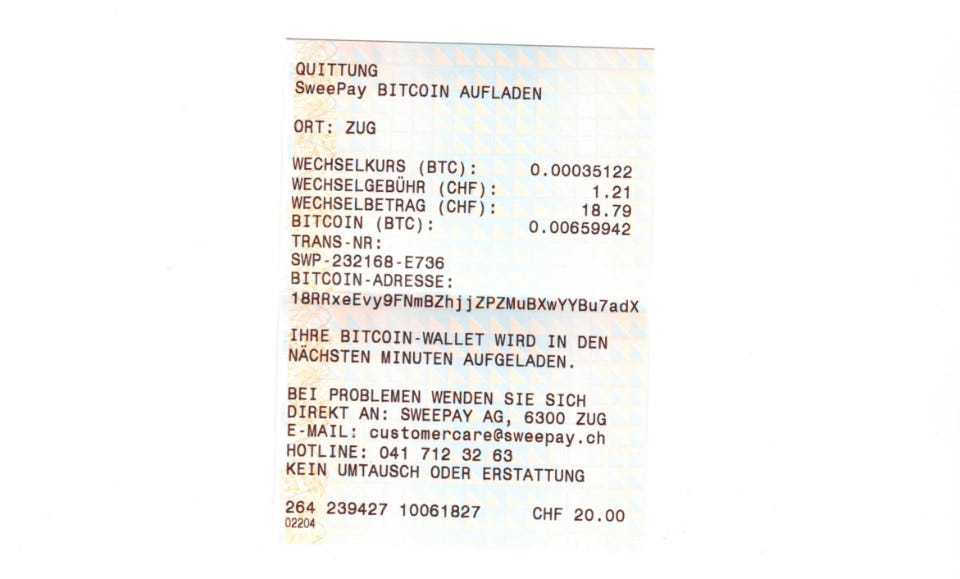 QUITTUNG
SweePay BITCOIN AUFLADEN
ORT: ZUG
WECHSELKURS (BTC): 0.00035122
WECHSELGEBÜHR (CHF): 1.21
WECHSELBETRAG (CHF): 18.79
BITCOIN (BTC): 0.00659942
TRANS-NR:
SWP-232168-E736
BITCOIN-ADRESSE:
18RRxeEvy9FNmBZhjjZPZMuBXwYYBu7adX
IHRE BITCOIN-WALLET WIRD IN DEN
NÄCHSTEN MINUTEN AUFGELADEN.
BEI PROBLEMEN WENDEN SIE SICH
DIREKT AN: SWEEPAY AG, 6300 ZUG
E-MAIL: customercare@sweepay.ch
HOTLINE: 041 712 32 63
KEIN UMTAUSCH ODER ERSTATTUNG
264 239427 10061827 CHF 20.00
02204